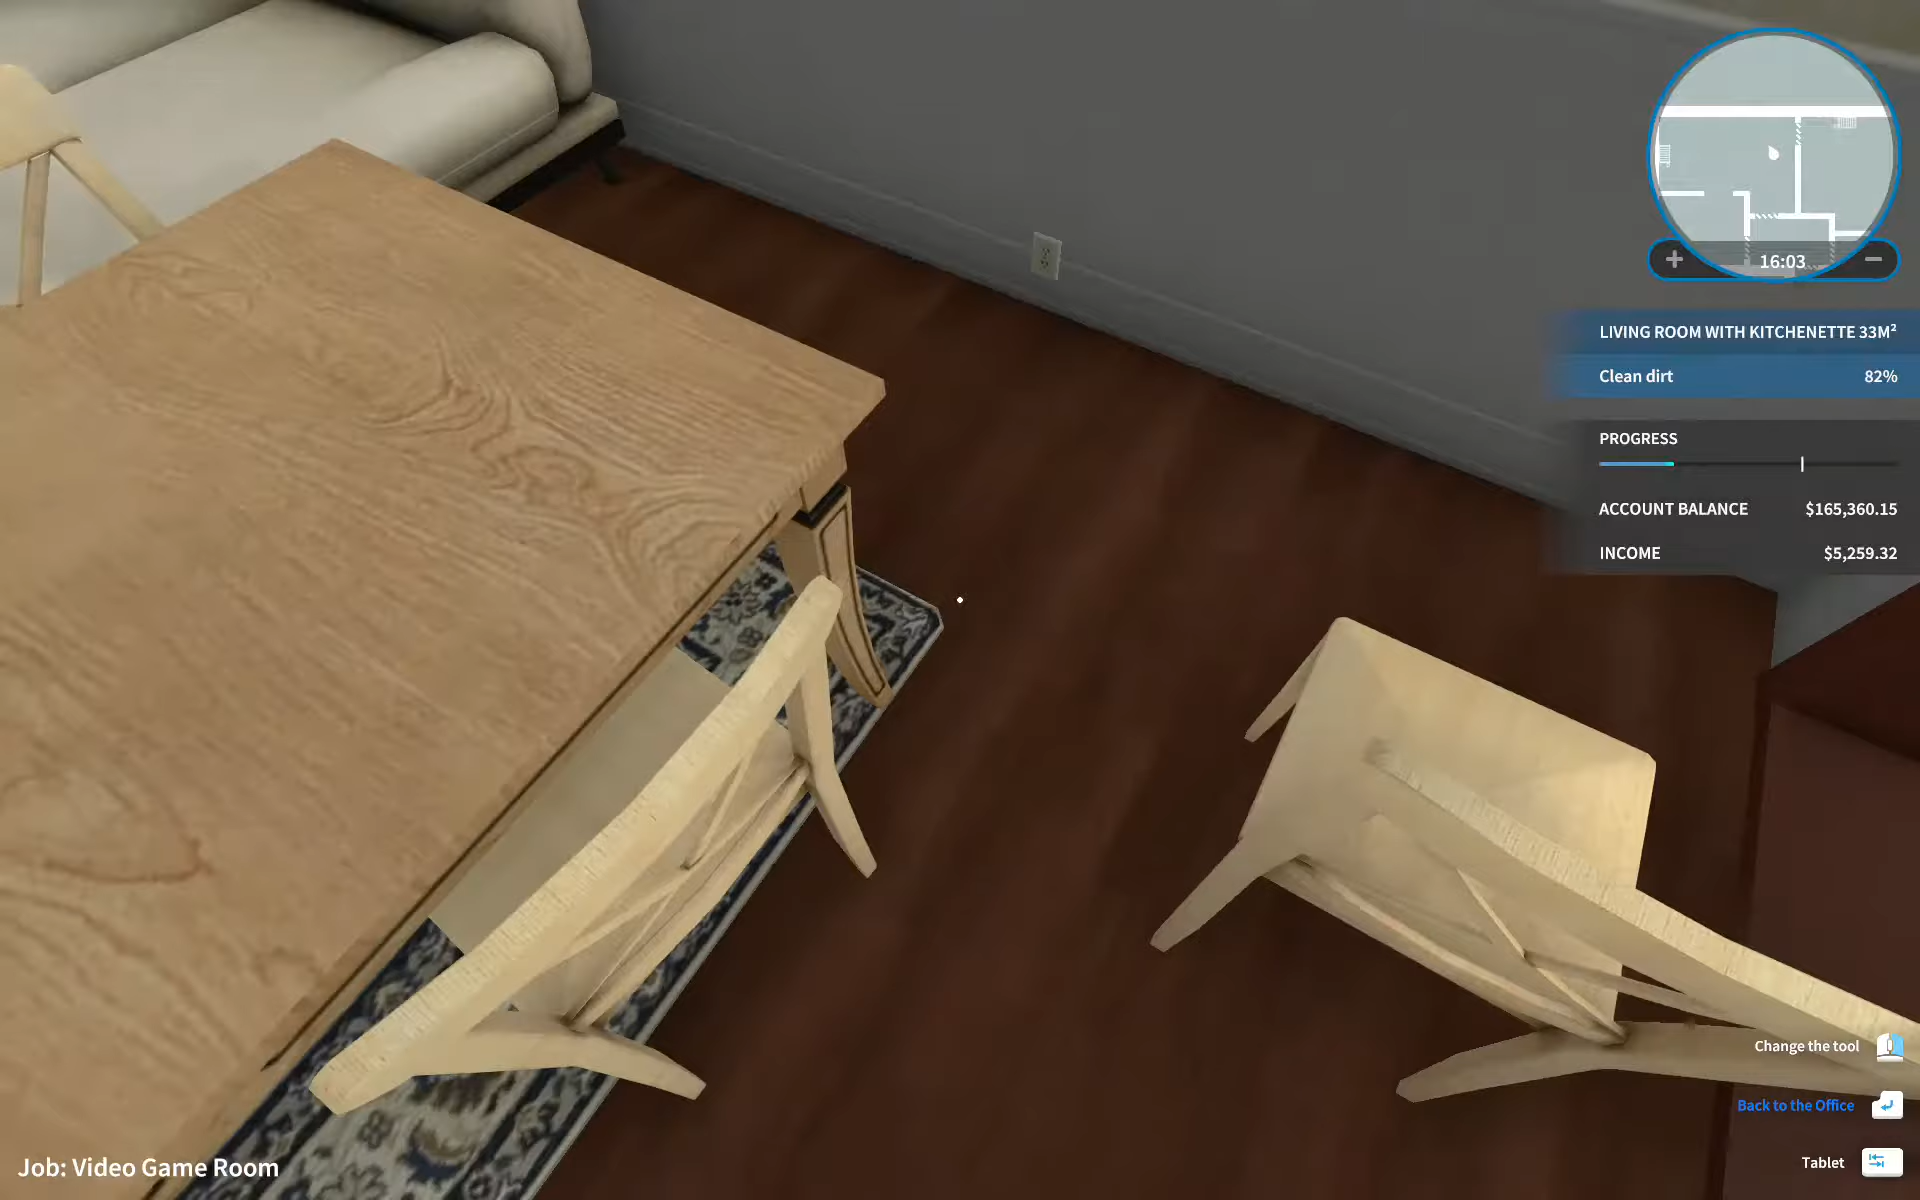 16:03
LIVING ROOM WITH KITCHENETTE 33M²
Clean dirt 82%
PROGRESS
ACCOUNT BALANCE $165,360.15
INCOME $5,259.32
Change the tool
Back to the Office
Tablet
Job: Video Game Room